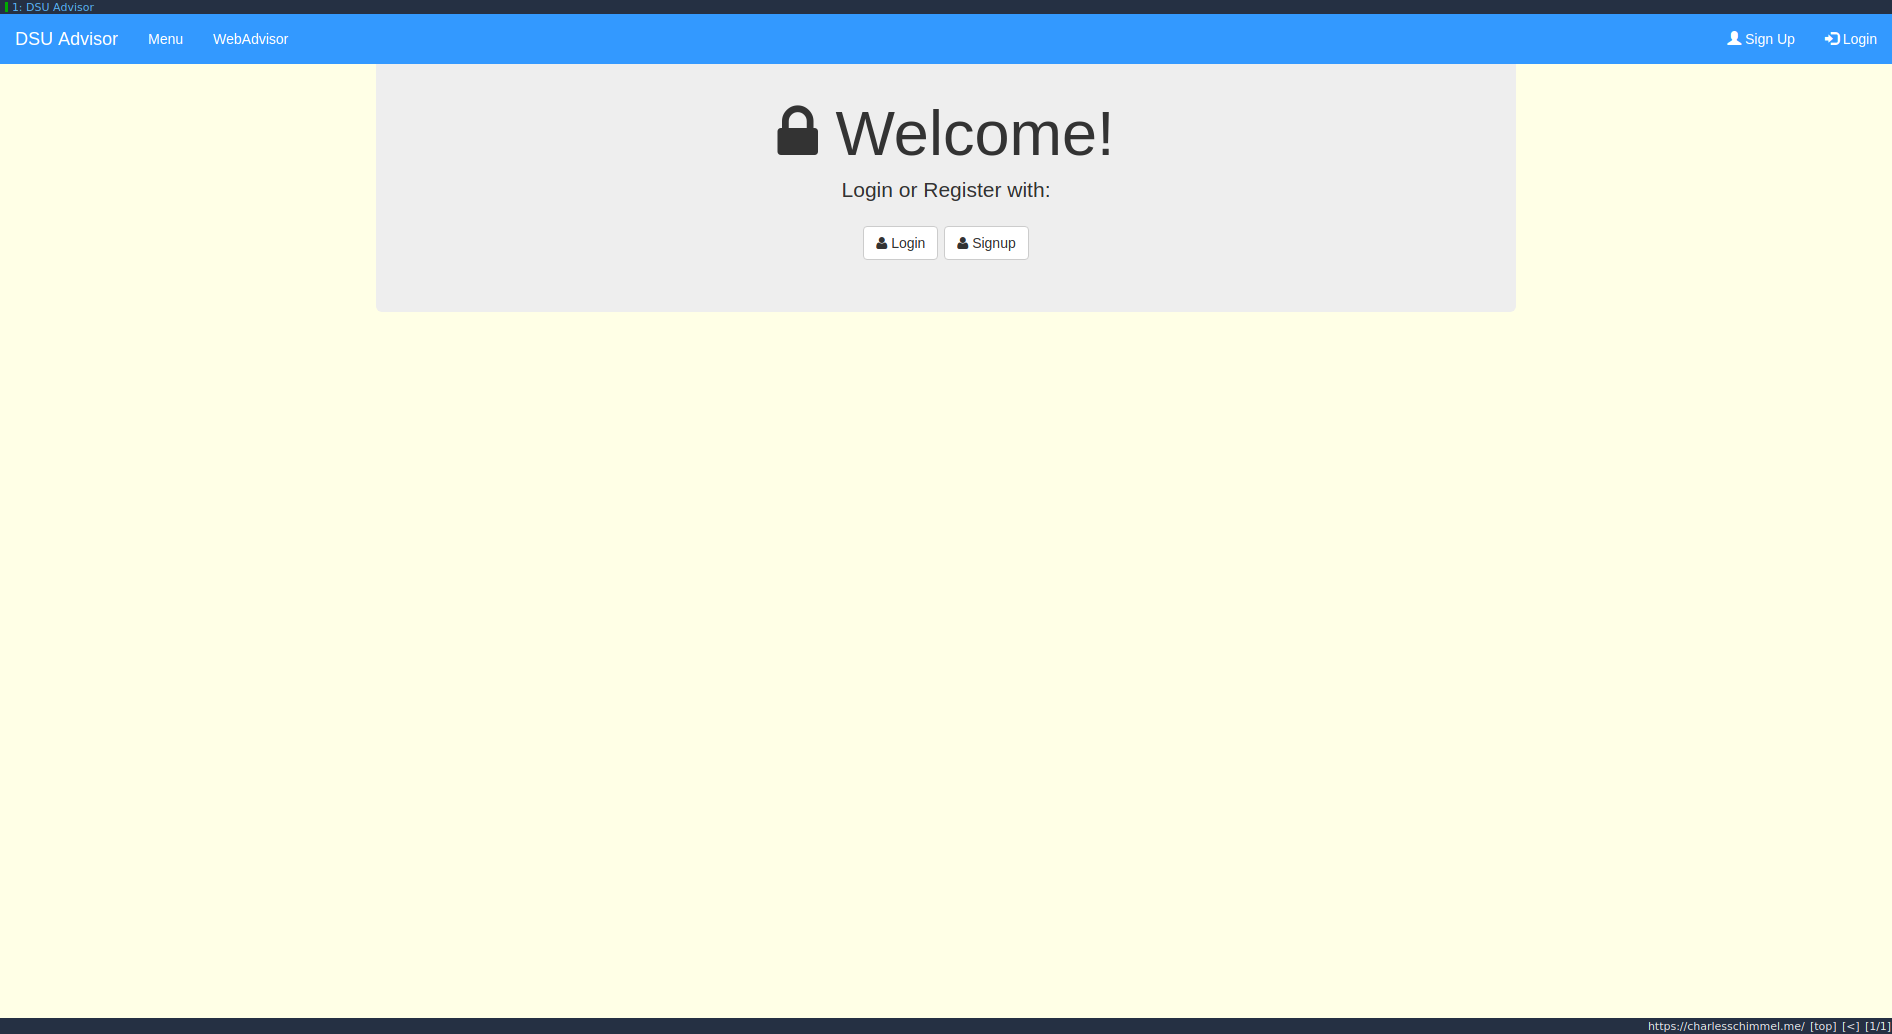 1: DSU Advisor
DSU Advisor Menu WebAdvisor Sign Up Login
Welcome!
Login or Register with:
Login Signup
https://charlesschimmel.me/ [top] [<] [1/1]